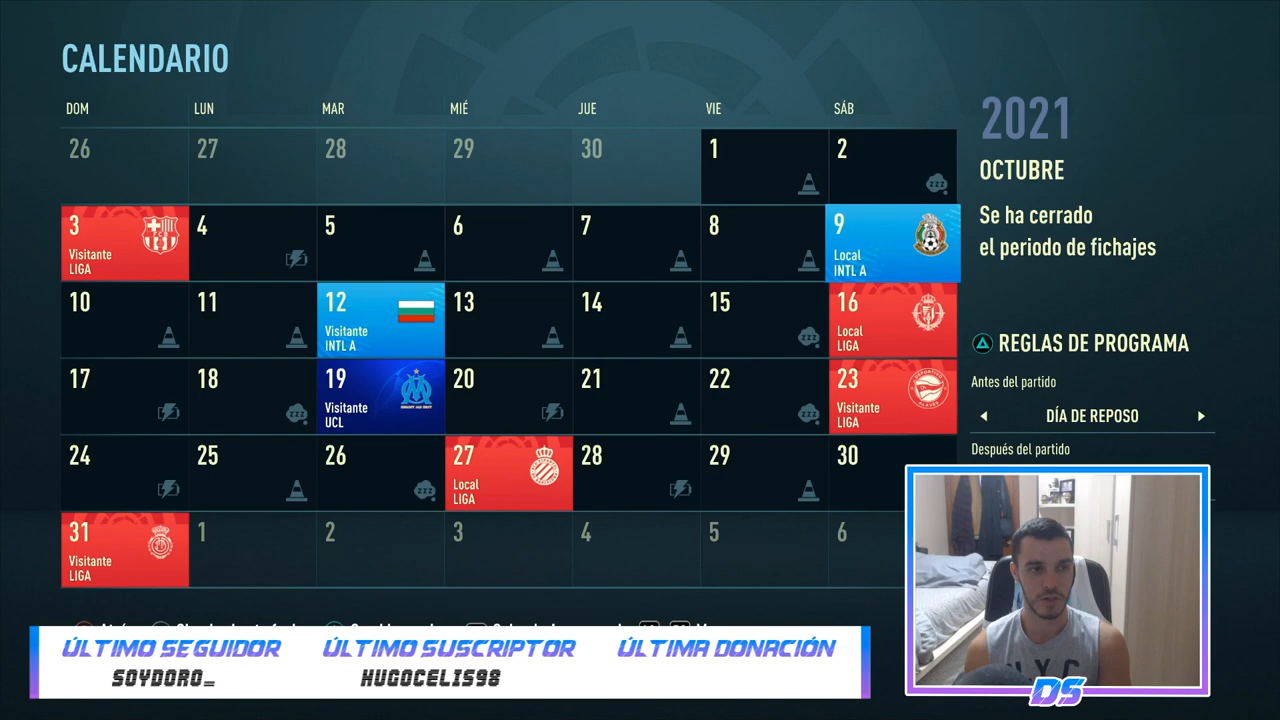 CALENDARIO
DOM LUN MAR MIÉ JUE VIE SÁB
26 27 28 29 30 1 2
3 4 5 6 7 8 9
Visitante
LIGA
Local
INTL A
10 11 12 13 14 15 16
Visitante
INTL A
Local
LIGA
17 18 19 20 21 22 23
Visitante
UCL
Visitante
LIGA
24 25 26 27 28 29 30
Local
LIGA
31 1 2 3 4 5 6
Visitante
LIGA
2021
OCTUBRE
Se ha cerrado
el periodo de fichajes
REGLAS DE PROGRAMA
Antes del partido
DÍA DE REPOSO
Después del partido
ÚLTIMO SEGUIDOR
SOYDORO_
ÚLTIMO SUSCRIPTOR
HUGOCELIS98
ÚLTIMA DONACIÓN
DS